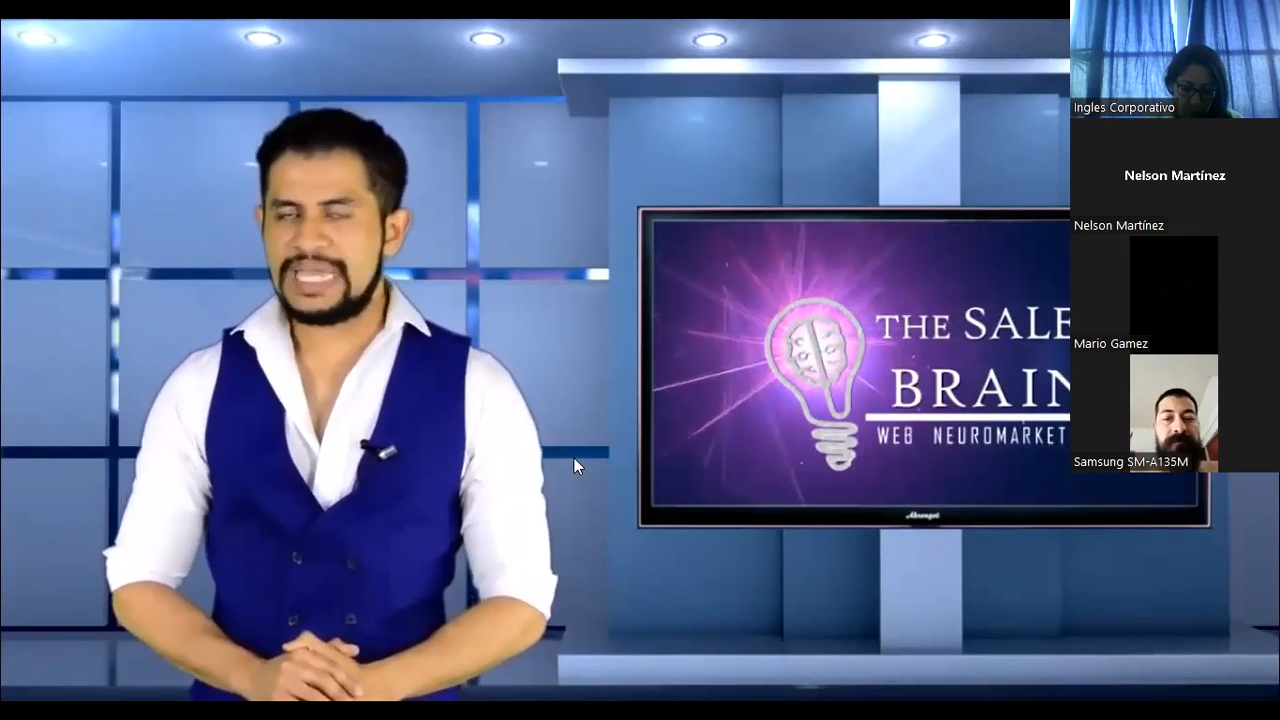 THE SALE
BRAIN
WEB NEUROMARKET
Ingles Corporativo
Nelson Martínez
Nelson Martínez
Mario Gamez
Samsung SM-A135M